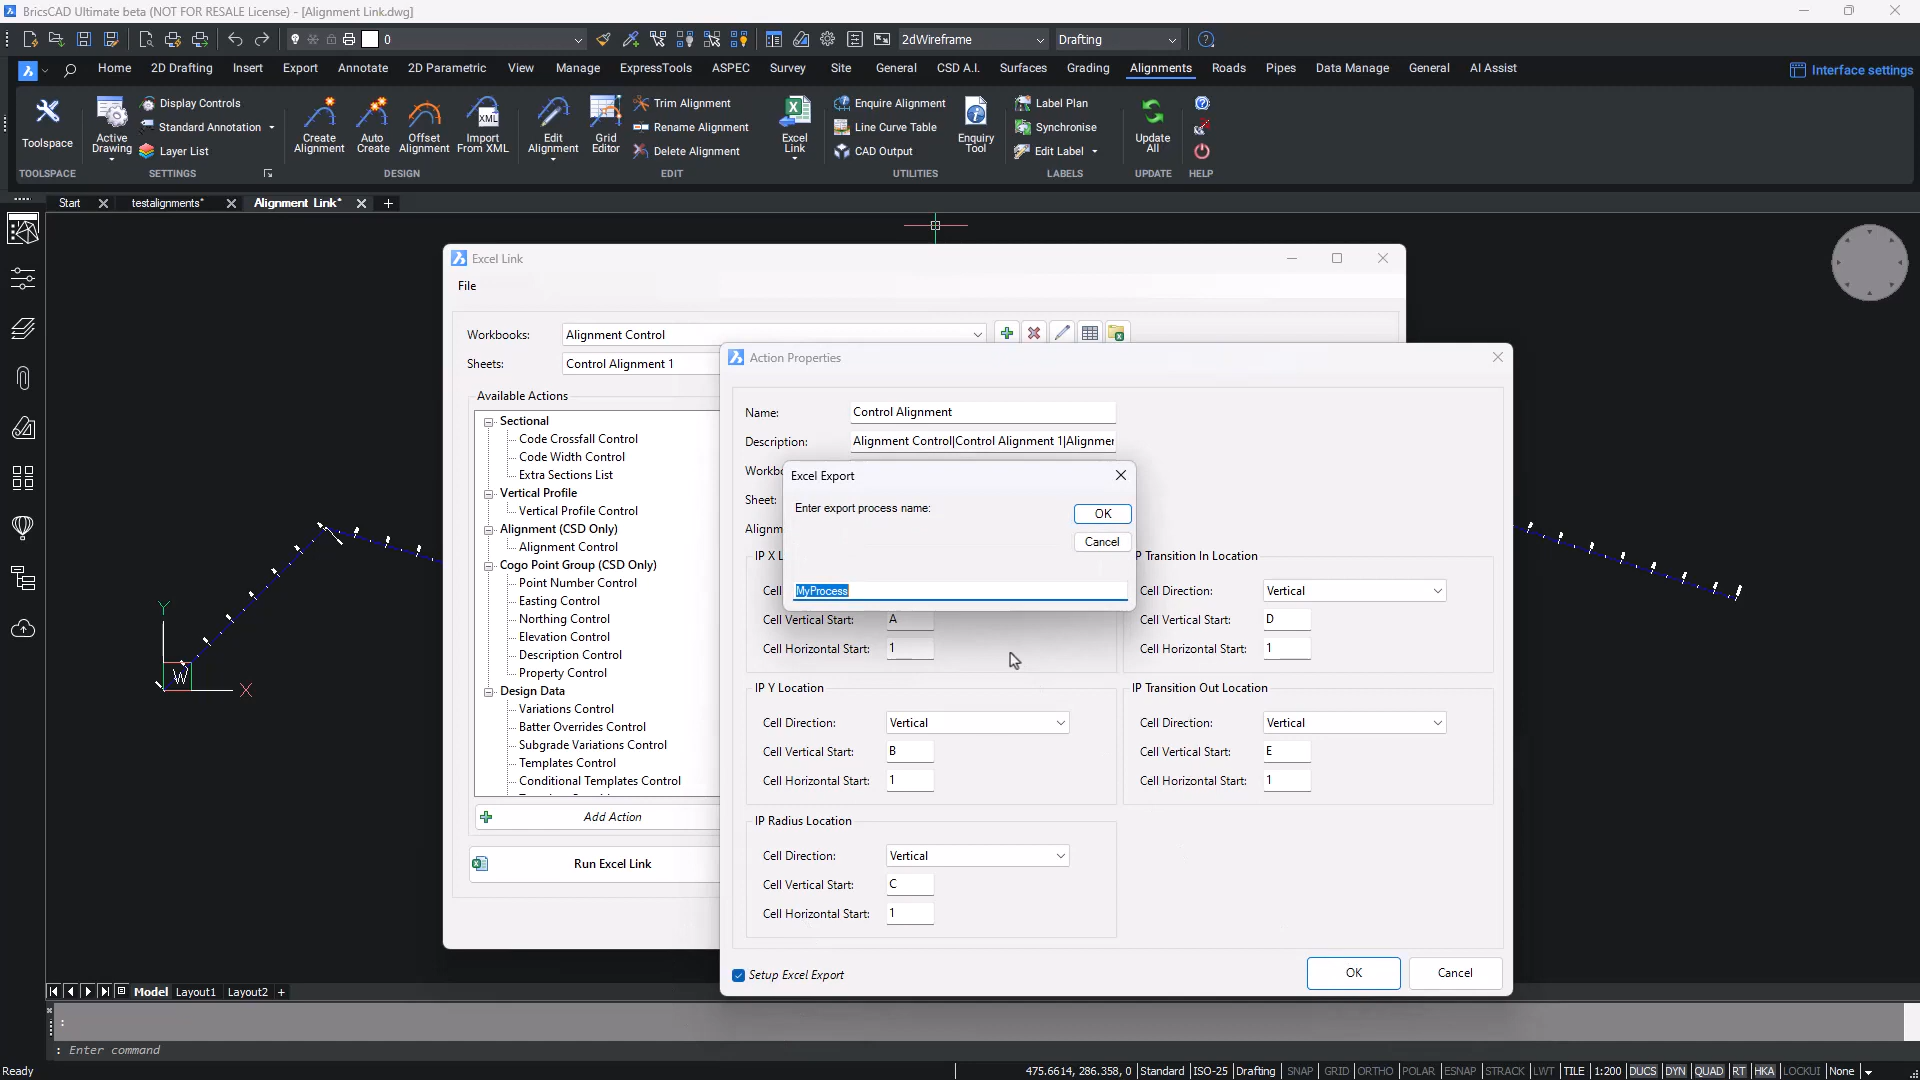 BricsCAD Ultimate beta (NOT FOR RESALE License) - [Alignment Link.dwg]
0
2dWireframe
Drafting
Home
2D Drafting
Insert
Export
Annotate
2D Parametric
View
Manage
ExpressTools
ASPEC
Survey
Site
General
CSD A.I.
Surfaces
Grading
Alignments
Roads
Pipes
Data Manage
General
AI Assist
Interface settings
Toolspace
TOOLSPACE
Active Drawing
Display Controls
Standard Annotation
Layer List
SETTINGS
Create Alignment
Auto Create
Offset Alignment
Import From XML
DESIGN
Edit Alignment
Grid Editor
Trim Alignment
Rename Alignment
Delete Alignment
EDIT
Excel Link
Enquire Alignment
Line Curve Table
CAD Output
Enquiry Tool
UTILITIES
Label Plan
Synchronise
Edit Label
LABELS
Update All
UPDATE
HELP
Start
testalignments*
Alignment Link*
Excel Link
File
Workbooks:
Alignment Control
Sheets:
Control Alignment 1
Available Actions
Sectional
Code Crossfall Control
Code Width Control
Extra Sections List
Vertical Profile
Vertical Profile Control
Alignment (CSD Only)
Alignment Control
Cogo Point Group (CSD Only)
Point Number Control
Easting Control
Northing Control
Elevation Control
Description Control
Property Control
Design Data
Variations Control
Batter Overrides Control
Subgrade Variations Control
Templates Control
Conditional Templates Control
Add Action
Run Excel Link
Action Properties
Name:
Control Alignment
Description:
Alignment Control|Control Alignment 1|Alignmer
Sheet:
Excel Export
Enter export process name:
OK
Cancel
MyProcess
IP X L
Cell
Cell Vertical Start:
A
Cell Horizontal Start:
1
P Transition In Location
Cell Direction:
Vertical
Cell Vertical Start:
D
Cell Horizontal Start:
1
IP Y Location
Cell Direction:
Vertical
Cell Vertical Start:
B
Cell Horizontal Start:
1
IP Transition Out Location
Cell Direction:
Vertical
Cell Vertical Start:
E
Cell Horizontal Start:
1
IP Radius Location
Cell Direction:
Vertical
Cell Vertical Start:
C
Cell Horizontal Start:
1
Setup Excel Export
OK
Cancel
Y
W
X
Model
Layout1
Layout2
:
: Enter command
Ready
475.6614, 286.358, 0
Standard
ISO-25
Drafting
SNAP
GRID
ORTHO
POLAR
ESNAP
STRACK
LWT
TILE
1:200
DUCS
DYN
QUAD
RT
HKA
LOCKUI
None